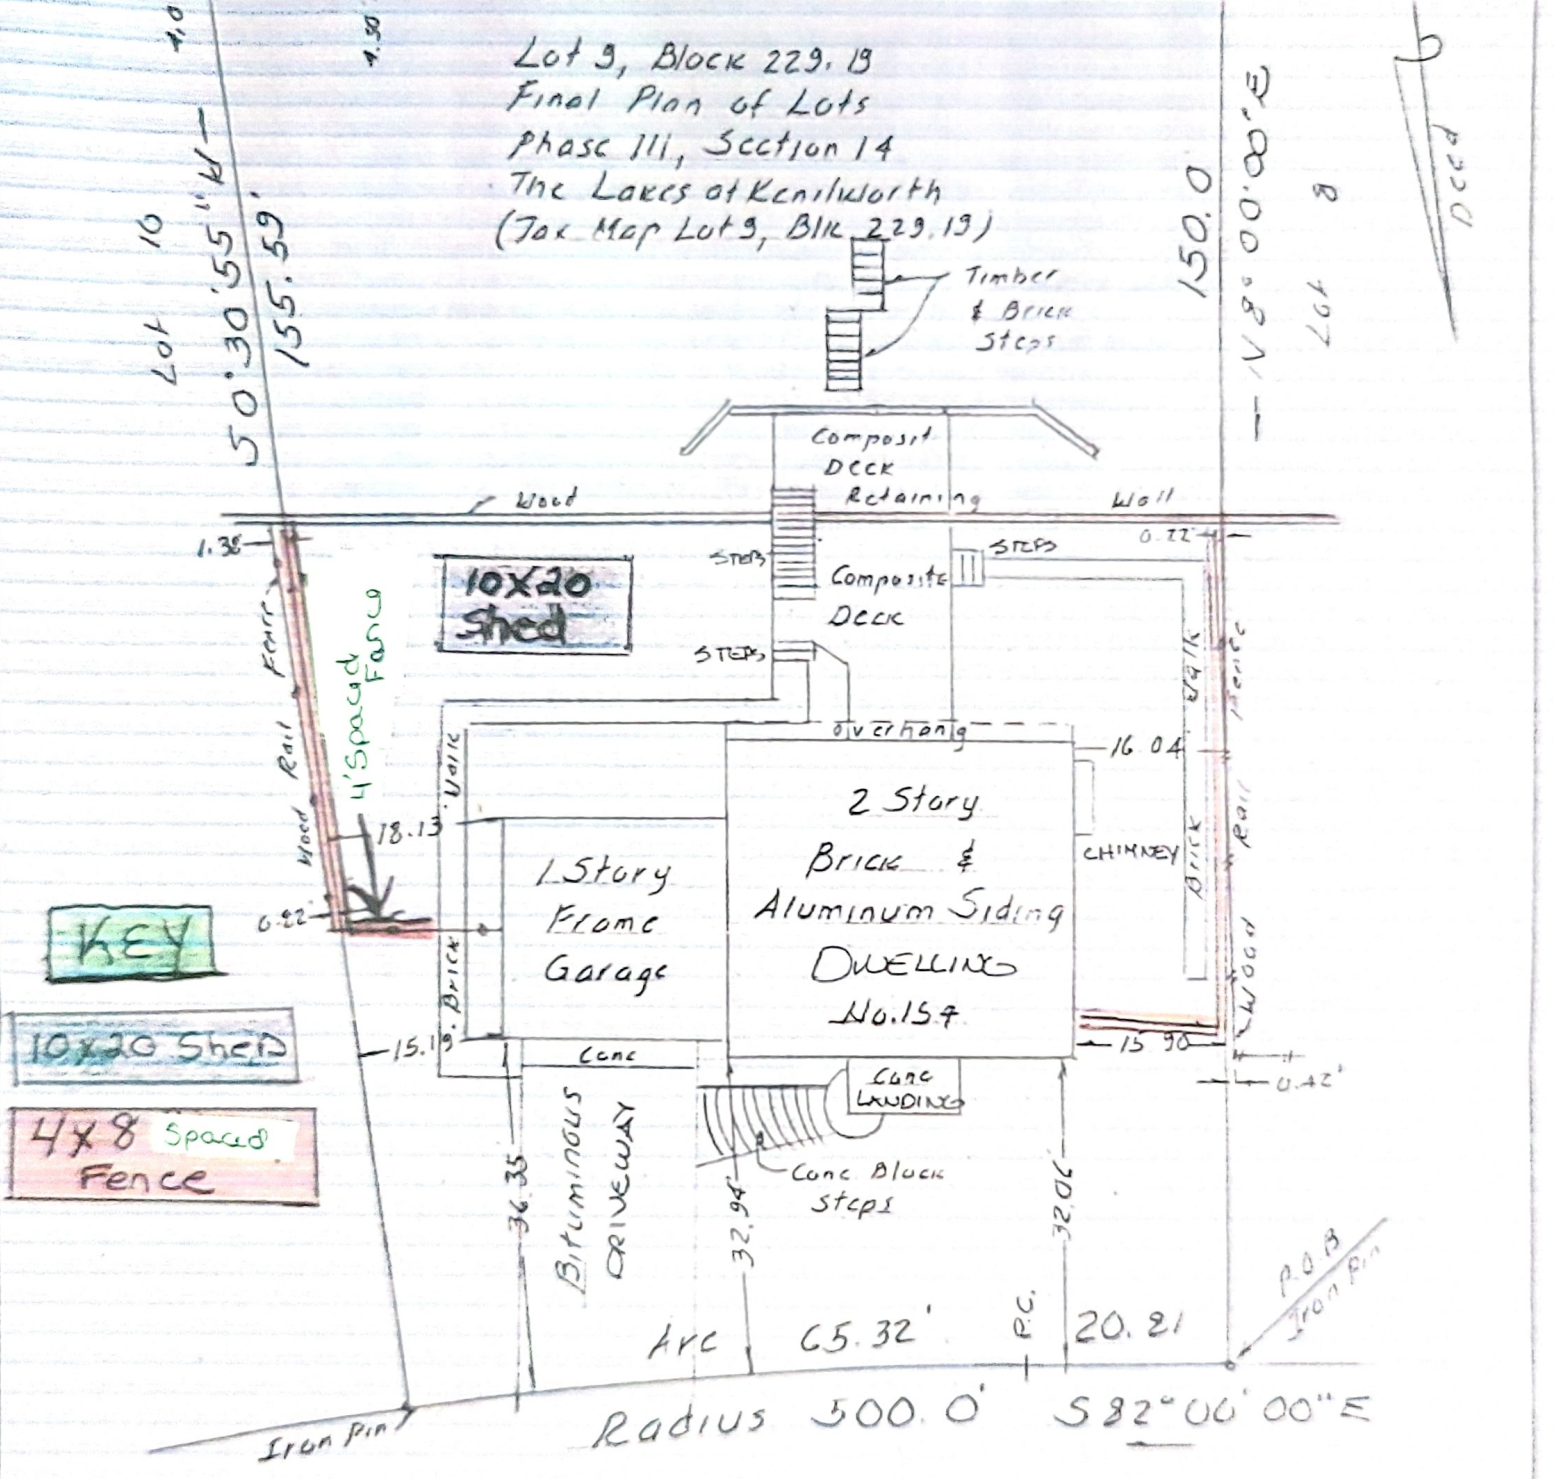 Lot 9, Block 229.19
Final Plan of Lots
Phase III, Section 14
The Lakes at Kenilworth
(Tax Map Lot 9, Blk 229.19)
4.30
Lot 10
S 0°30'55" W
155.59'
150.0
N 8°00'00" E
Lot 8
Deed
Timber
& Brick
Steps
Composit
Deck
Wood
Retaining
Wall
1.38
0.22'
STEPS
STEPS
10X20
Shed
Composite
Deck
STEPS
4' Spaced
Fance
Wood Rail Fence
Walk
Overhang
16.04
Brick Walk
Wood Rail Fence
18.13
2 Story
Brick &
Aluminum Siding
DWELLING
No. 154
CHIMNEY
1 Story
Frame
Garage
0.22'
Brick
KEY
10x20 Shed
4x8 Spaced
Fence
15.19
Conc
Conc
LANDING
15.90
0.42'
36.35
Bituminous
DRIVEWAY
32.94'
Conc. Block
Steps
32.06'
P.O.B
Iron Pin
Arc 65.32'
P.C.
20.21
Iron Pin
Radius 500.0'
S 82°00'00" E